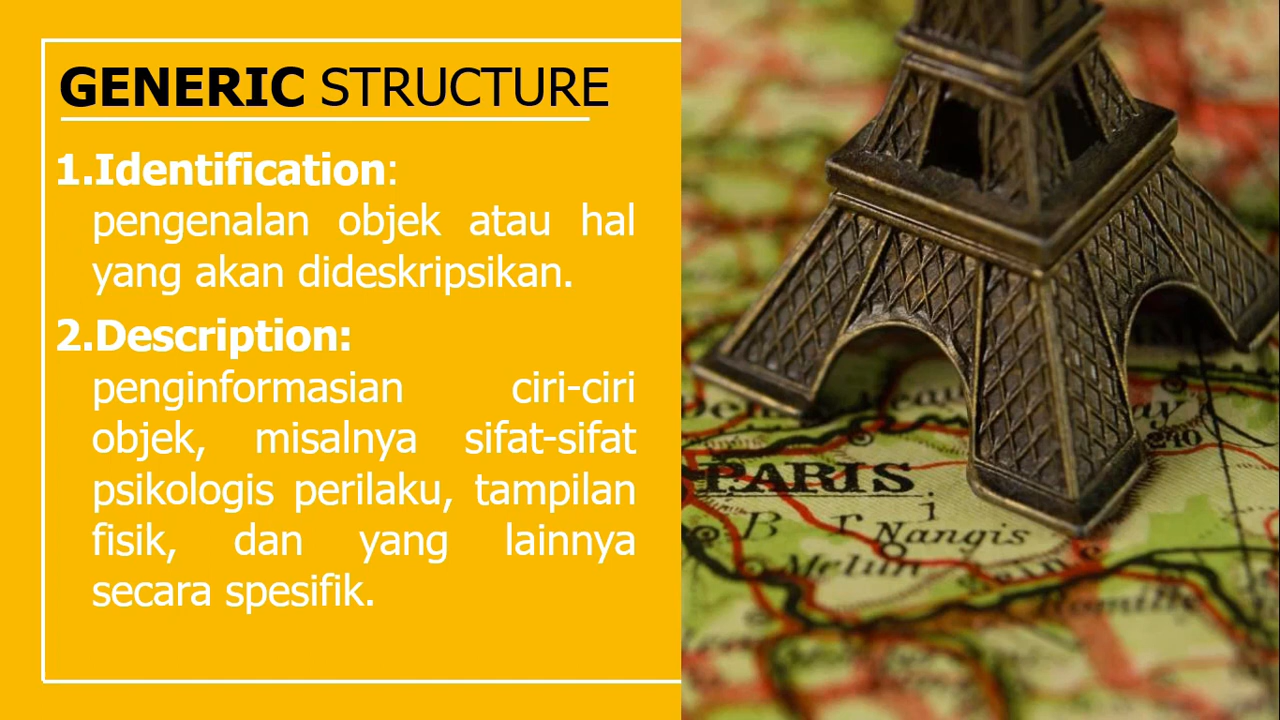 GENERIC STRUCTURE
1.Identification:
pengenalan objek atau hal
yang akan dideskripsikan.
2.Description:
penginformasian ciri-ciri
objek, misalnya sifat-sifat
psikologis perilaku, tampilan
fisik, dan yang lainnya
secara spesifik.
PARIS
B r i
Nangis
Melun